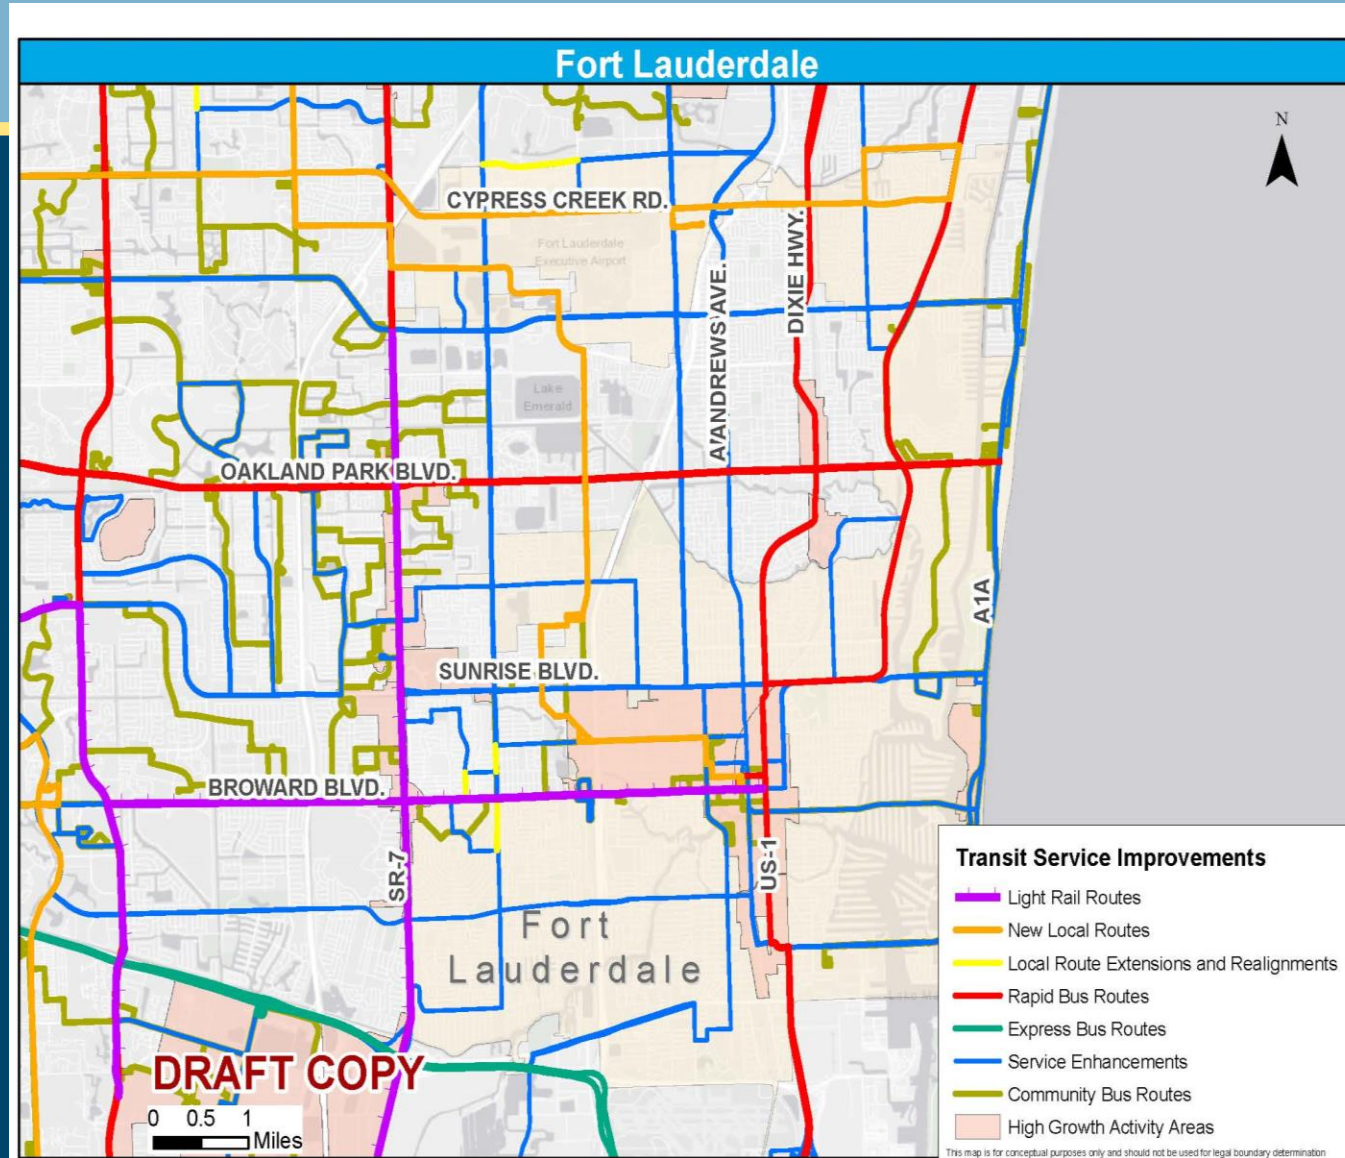 Fort Lauderdale
N
CYPRESS CREEK RD.
Fort Lauderdale
Executive Airport
DIXIE HWY.
ANDREWS AVE.
Lake
Emerald
OAKLAND PARK BLVD.
A1A
SUNRISE BLVD.
BROWARD BLVD.
SR-7
US-1
Fort
Lauderdale
DRAFT COPY
0 0.5 1
Miles
Transit Service Improvements
Light Rail Routes
New Local Routes
Local Route Extensions and Realignments
Rapid Bus Routes
Express Bus Routes
Service Enhancements
Community Bus Routes
High Growth Activity Areas
This map is for conceptual purposes only and should not be used for legal boundary determination